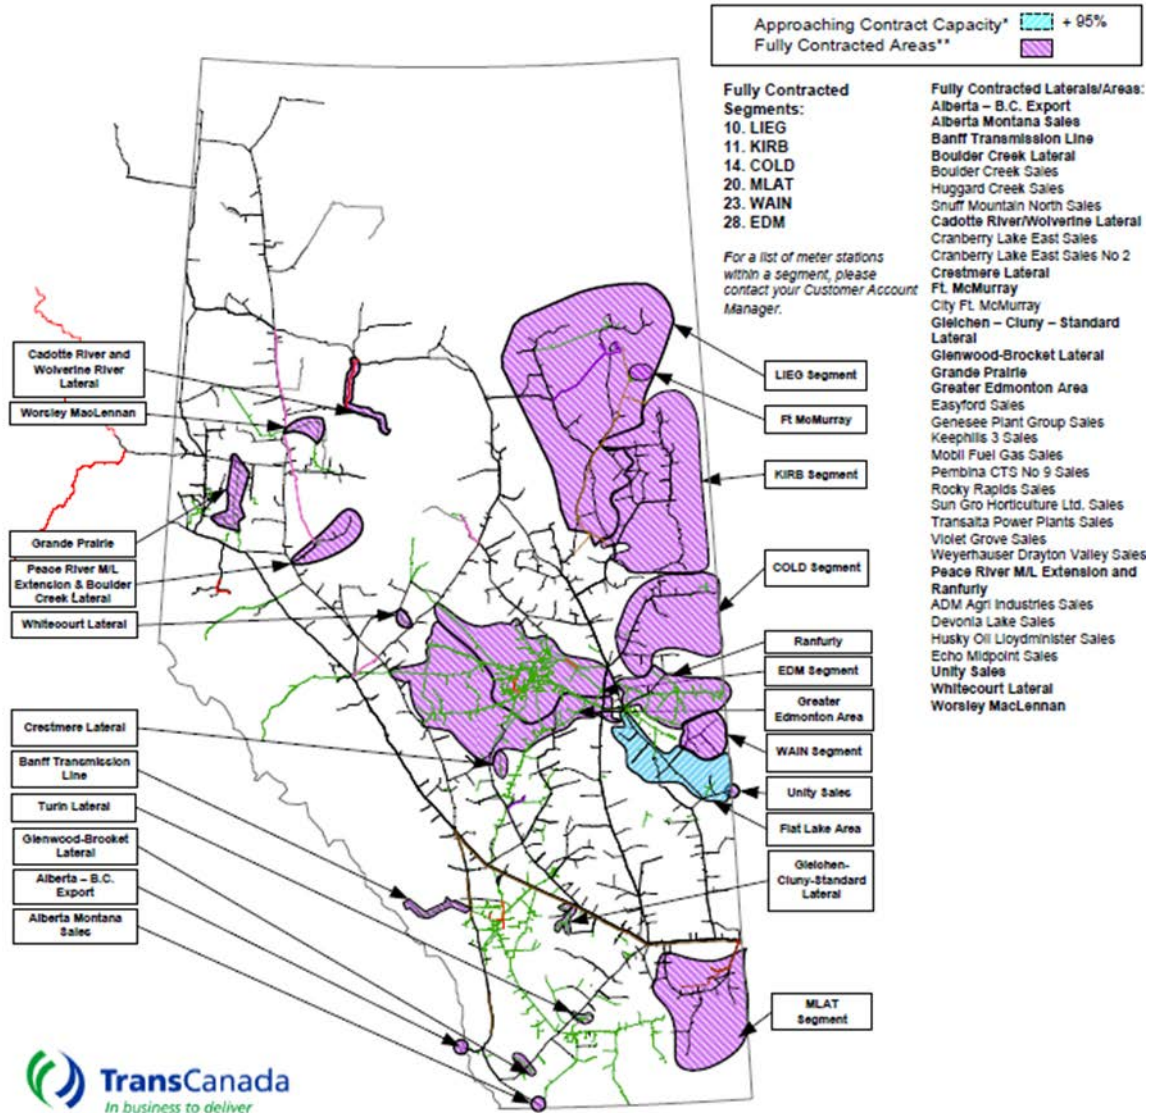 Approaching Contract Capacity* + 95%
Fully Contracted Areas**
Fully Contracted
Segments:
10. LIEG
11. KIRB
14. COLD
20. MLAT
23. WAIN
28. EDM
For a list of meter stations
within a segment, please
contact your Customer Account
Manager.
Fully Contracted Laterals/Areas:
Alberta – B.C. Export
Alberta Montana Sales
Banff Transmission Line
Boulder Creek Lateral
Boulder Creek Sales
Huggard Creek Sales
Snuff Mountain North Sales
Cadotte River/Wolverine Lateral
Cranberry Lake East Sales
Cranberry Lake East Sales No 2
Crestmere Lateral
Ft. McMurray
City Ft. McMurray
Gleichen – Cluny – Standard
Lateral
Glenwood-Brocket Lateral
Grande Prairie
Greater Edmonton Area
Easyford Sales
Genesee Plant Group Sales
Keephills 3 Sales
Mobil Fuel Gas Sales
Pembina CTS No 9 Sales
Rocky Rapids Sales
Sun Gro Horticulture Ltd. Sales
Transalta Power Plants Sales
Violet Grove Sales
Weyerhauser Drayton Valley Sales
Peace River M/L Extension and
Ranfurly
ADM Agri Industries Sales
Devonia Lake Sales
Husky Oil Lloydminister Sales
Echo Midpoint Sales
Unity Sales
Whitecourt Lateral
Worsley MacLennan
Cadotte River and
Wolverine River
Lateral
Worsley MacLennan
Grande Prairie
Peace River M/L
Extension & Boulder
Creek Lateral
Whitecourt Lateral
Crestmere Lateral
Banff Transmission
Line
Turin Lateral
Glenwood-Brocket
Lateral
Alberta – B.C.
Export
Alberta Montana
Sales
LIEG Segment
Ft McMurray
KIRB Segment
COLD Segment
Ranfurly
EDM Segment
Greater
Edmonton Area
WAIN Segment
Unity Sales
Flat Lake Area
Gleichen-
Cluny-Standard
Lateral
MLAT
Segment
TransCanada
In business to deliver